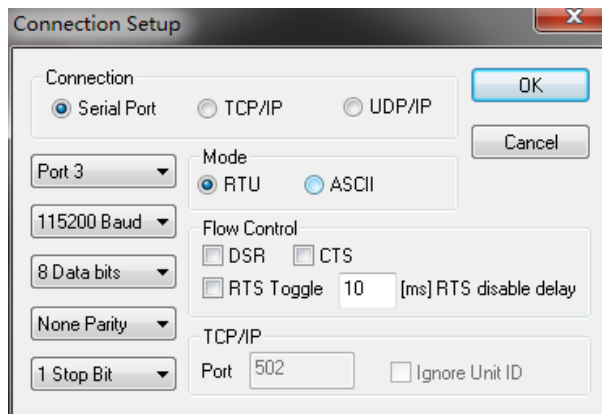 Connection Setup
x
Connection
Serial Port TCP/IP UDP/IP
OK
Cancel
Port 3
115200 Baud
8 Data bits
None Parity
1 Stop Bit
Mode
RTU ASCII
Flow Control
DSR CTS
RTS Toggle 10 [ms] RTS disable delay
TCP/IP
Port 502 Ignore Unit ID